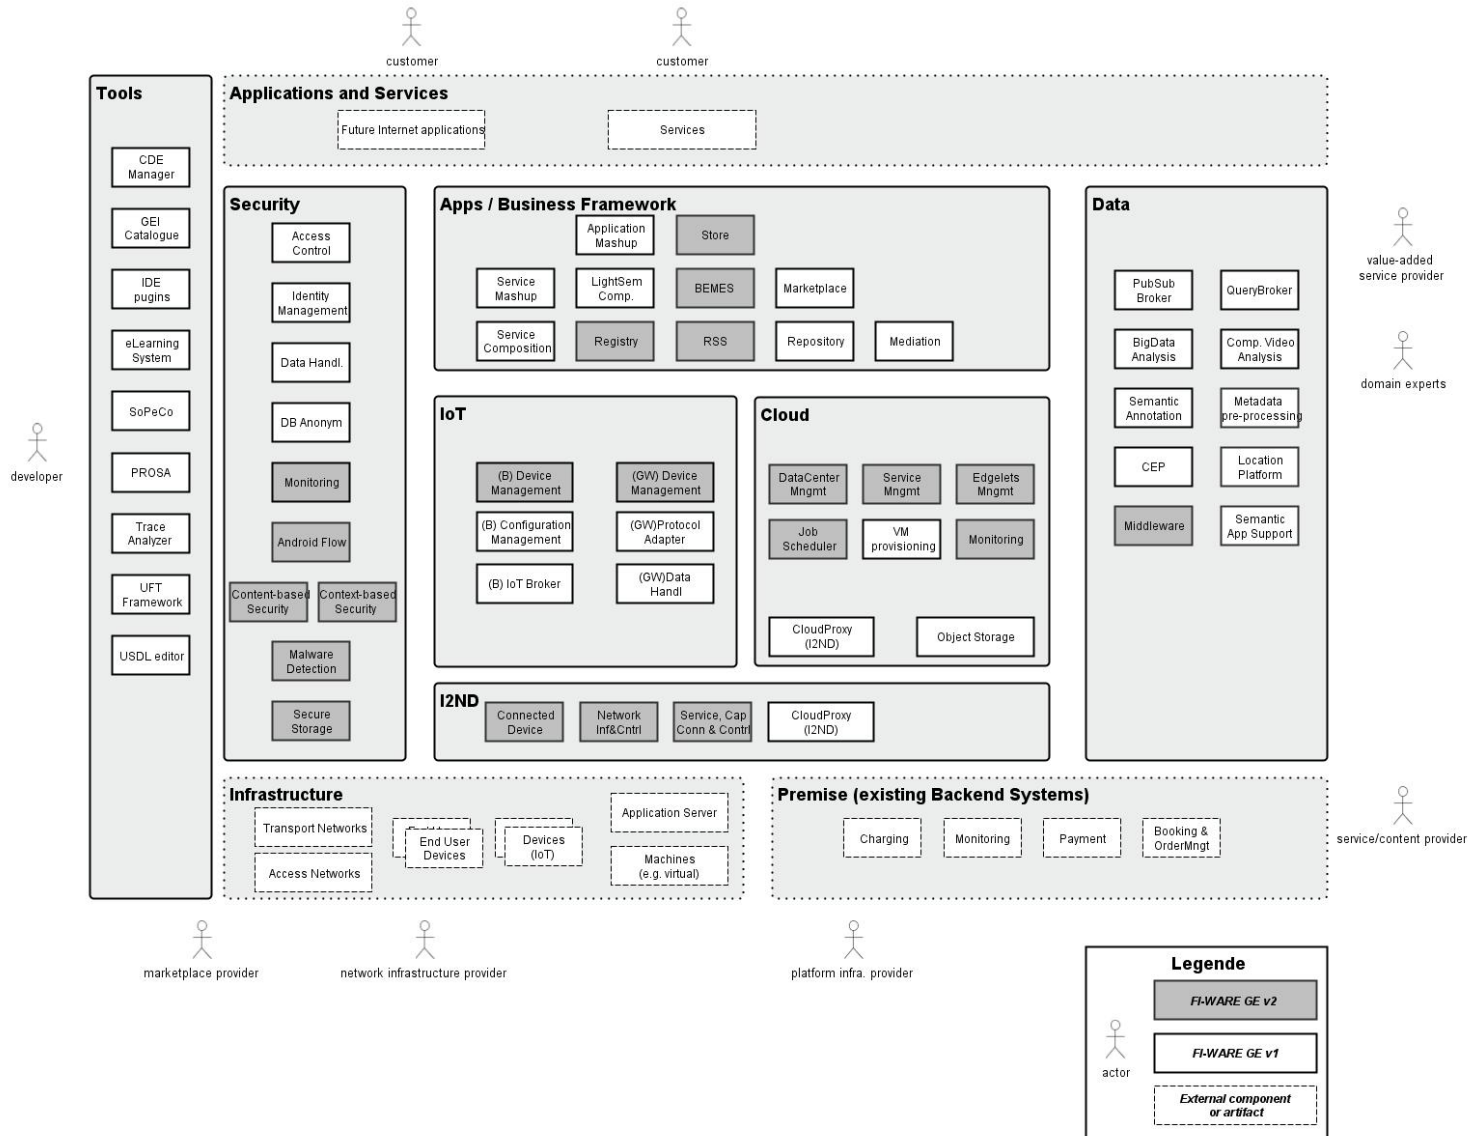 customer
customer
Tools
CDE
Manager
GEI
Catalogue
IDE
pugins
eLearning
System
SoPeCo
PROSA
Trace
Analyzer
UFT
Framework
USDL editor
Applications and Services
Future Internet applications
Services
Security
Access
Control
Identity
Management
Data Handl.
DB Anonym
Monitoring
Android Flow
Content-based
Security
Context-based
Security
Malware
Detection
Secure
Storage
Apps / Business Framework
Application
Mashup
Store
Service
Mashup
LightSem
Comp.
BEMES
Marketplace
Service
Composition
Registry
RSS
Repository
Mediation
IoT
(B) Device
Management
(GW) Device
Management
(B) Configuration
Management
(GW)Protocol
Adapter
(B) IoT Broker
(GW)Data
Handl
Cloud
DataCenter
Mngmt
Service
Mngmt
Edgelets
Mngmt
Job
Scheduler
VM
provisioning
Monitoring
CloudProxy
(I2ND)
Object Storage
I2ND
Connected
Device
Network
Inf&Cntrl
Service, Cap
Conn & Contrl
CloudProxy
(I2ND)
Data
PubSub
Broker
QueryBroker
BigData
Analysis
Comp. Video
Analysis
Semantic
Annotation
Metadata
pre-processing
CEP
Location
Platform
Middleware
Semantic
App Support
value-added
service provider
domain experts
developer
Infrastructure
Transport Networks
Access Networks
End User
Devices
Devices
(IoT)
Application Server
Machines
(e.g. virtual)
Premise (existing Backend Systems)
Charging
Monitoring
Payment
Booking &
OrderMngt
service/content provider
marketplace provider
network infrastructure provider
platform infra. provider
Legende
FI-WARE GE v2
FI-WARE GE v1
actor
External component
or artifact